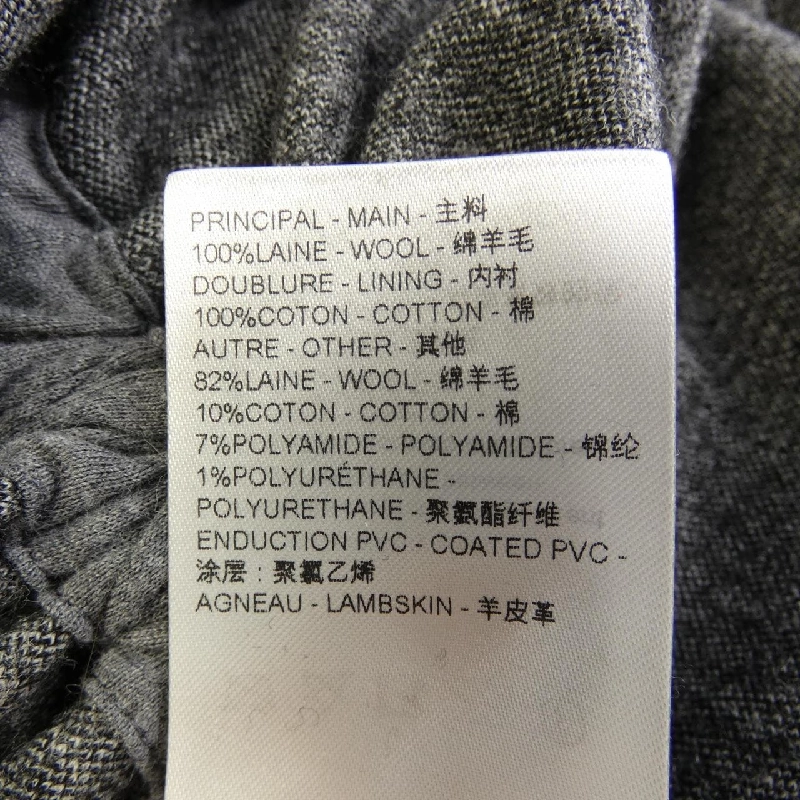 PRINCIPAL - MAIN - 主料
100%LAINE - WOOL - 绵羊毛
DOUBLURE - LINING - 内衬
100%COTON - COTTON - 棉
AUTRE - OTHER - 其他
82%LAINE - WOOL - 绵羊毛
10%COTON - COTTON - 棉
7%POLYAMIDE - POLYAMIDE - 锦纶
1%POLYURÉTHANE -
POLYURETHANE - 聚氨酯纤维
ENDUCTION PVC - COATED PVC -
涂层：聚氯乙烯
AGNEAU - LAMBSKIN - 羊皮革